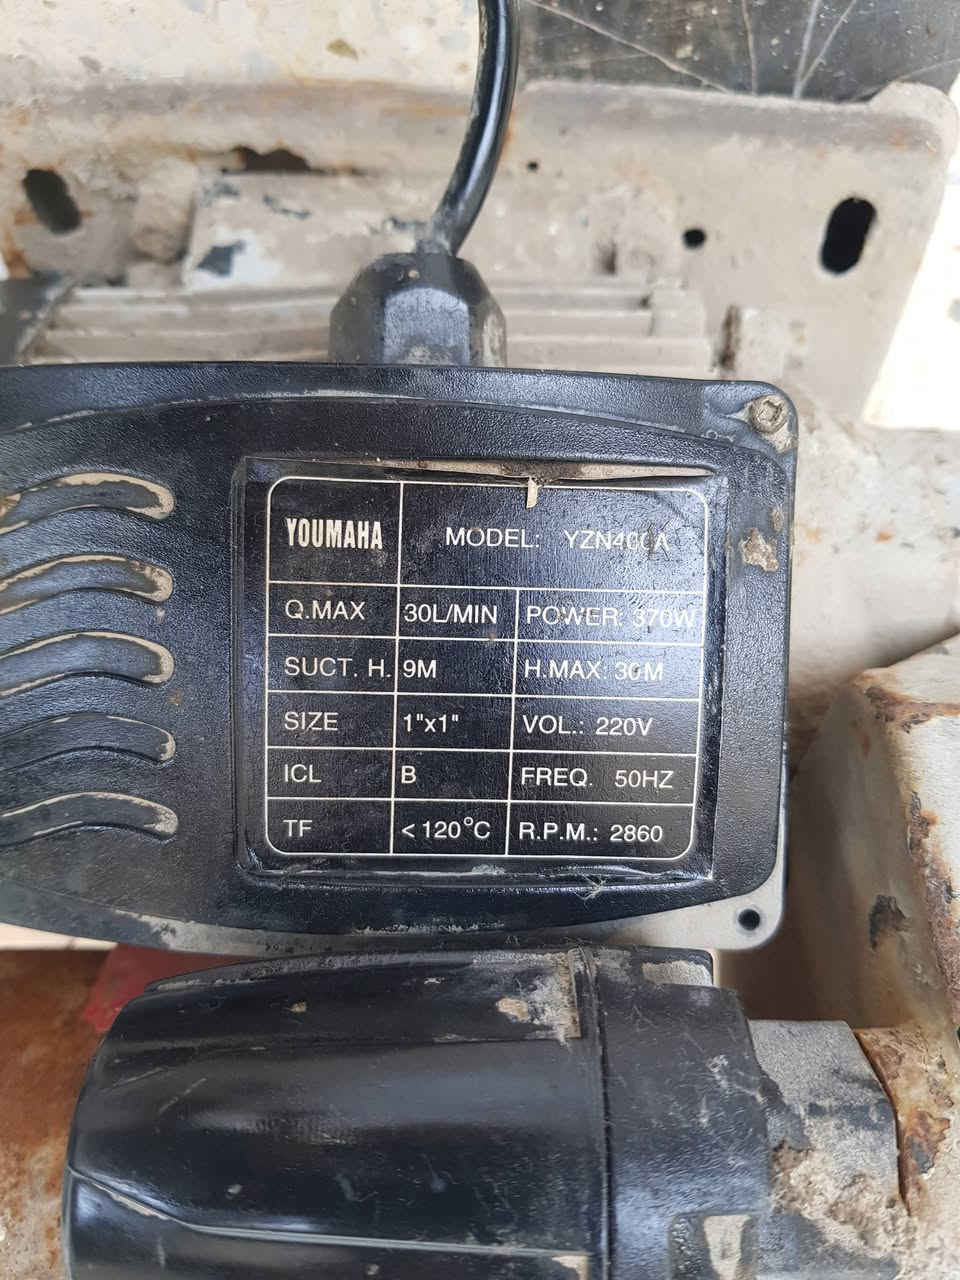 YOUMAHA MODEL: YZN400A
Q.MAX 30L/MIN POWER: 370W
SUCT. H. 9M H.MAX: 30M
SIZE 1"x1" VOL.: 220V
ICL B FREQ. 50HZ
TF <120°C R.P.M.: 2860